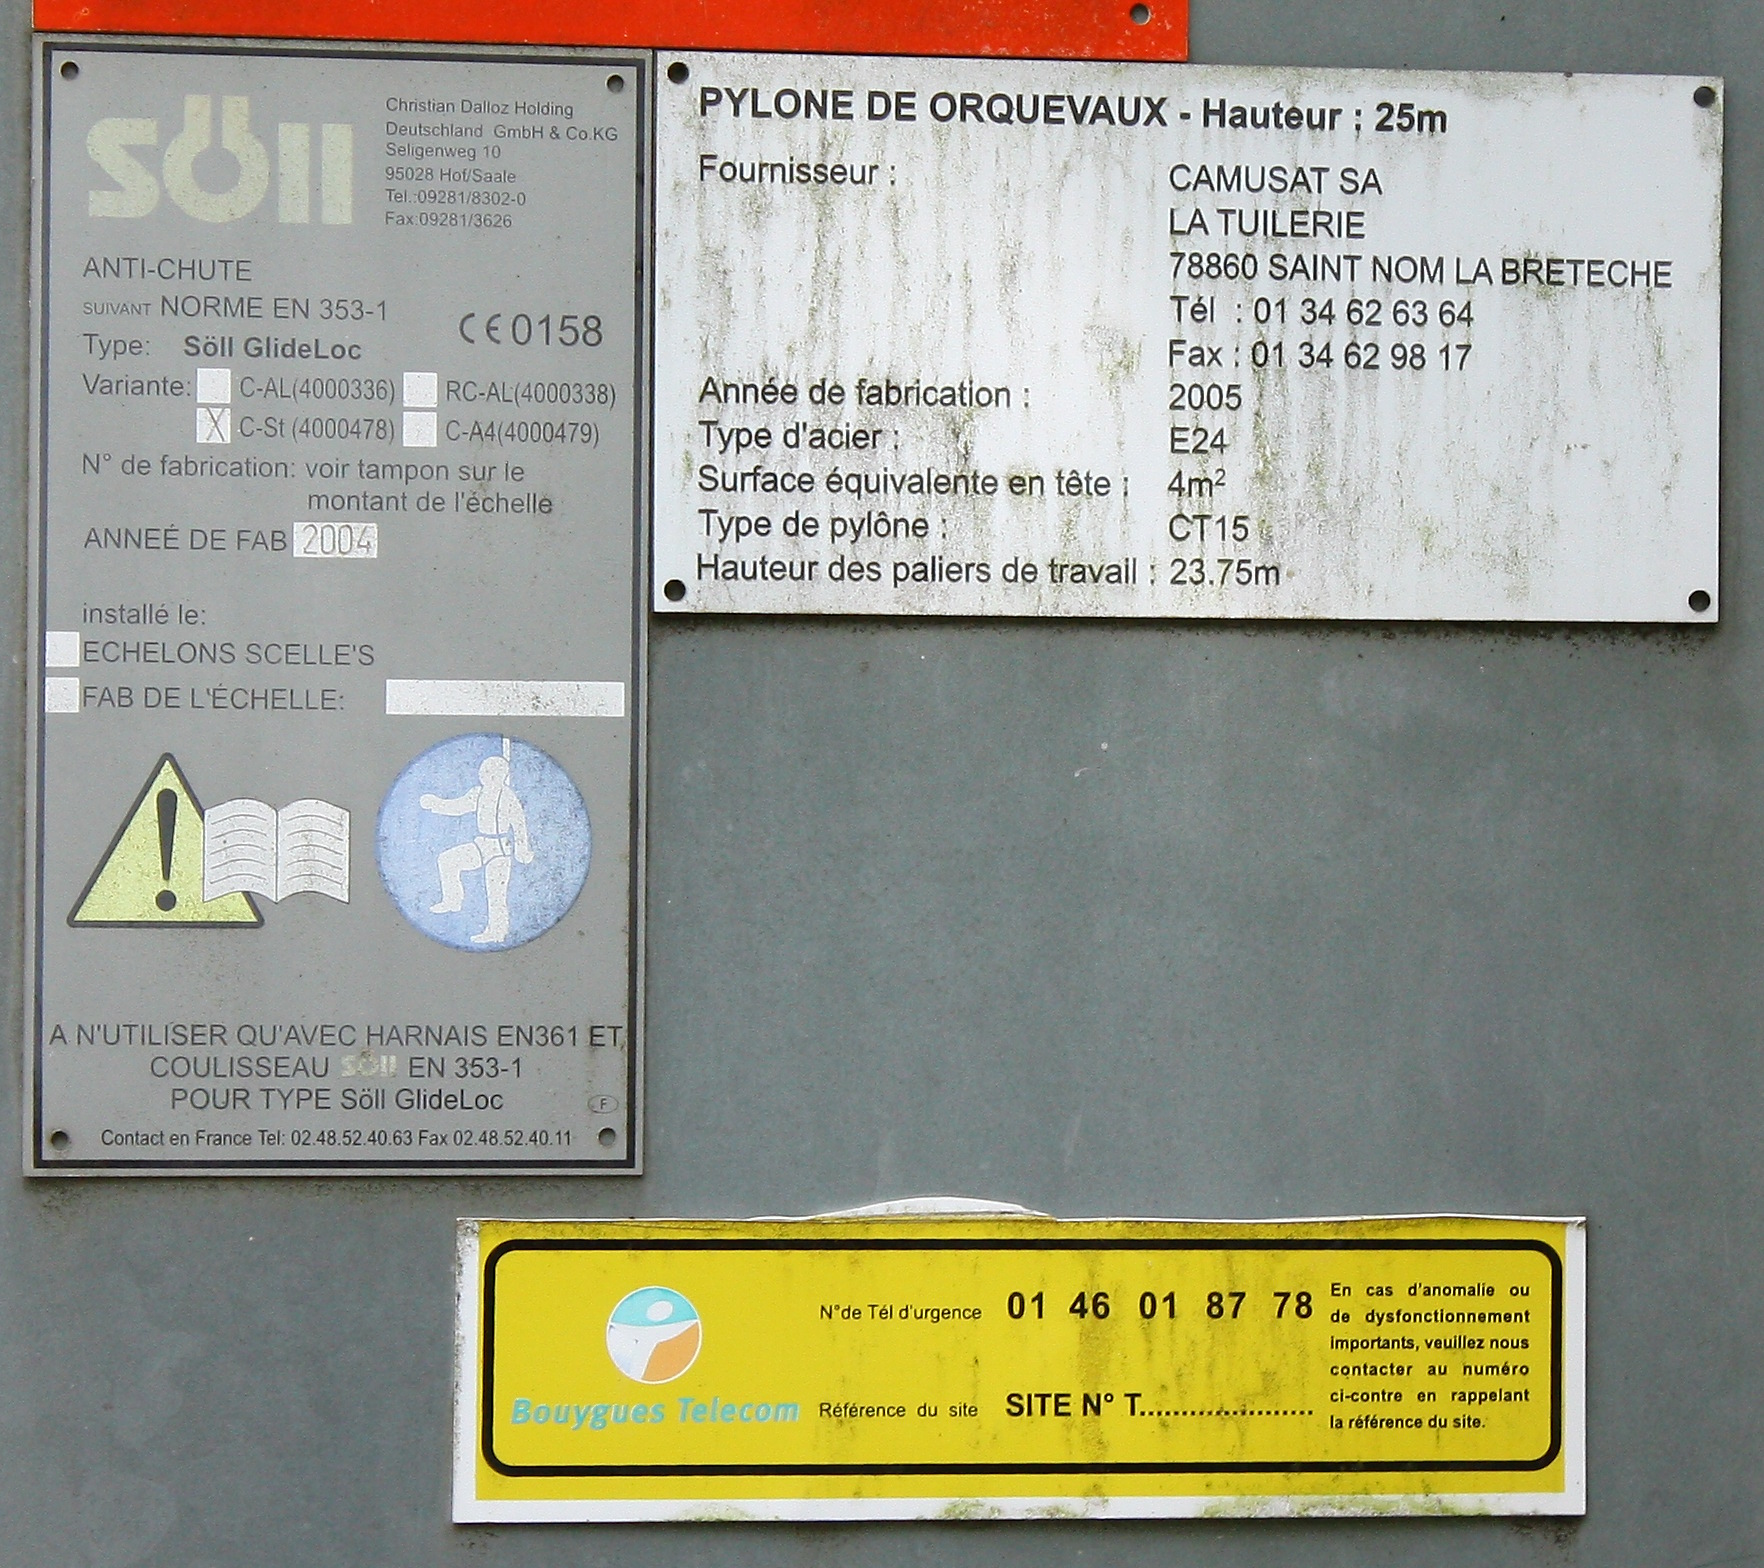 söll
Christian Dalloz Holding
Deutschland GmbH & Co.KG
Seligenweg 10
95028 Hof/Saale
Tel.:09281/8302-0
Fax:09281/3626
ANTI-CHUTE
SUIVANT NORME EN 353-1
CE 0158
Type: Söll GlideLoc
Variante: C-AL(4000336) RC-AL(4000338)
X C-St (4000478) C-A4(4000479)
N° de fabrication: voir tampon sur le
montant de l'échelle
ANNEÉ DE FAB 2004
installé le:
ECHELONS SCELLE'S
FAB DE L'ÉCHELLE:
A N'UTILISER QU'AVEC HARNAIS EN361 ET
COULISSEAU söll EN 353-1
POUR TYPE Söll GlideLoc
F
Contact en France Tel: 02.48.52.40.63 Fax 02.48.52.40.11
PYLONE DE ORQUEVAUX - Hauteur : 25m
Fournisseur : CAMUSAT SA
LA TUILERIE
78860 SAINT NOM LA BRETECHE
Tél : 01 34 62 63 64
Fax : 01 34 62 98 17
Année de fabrication : 2005
Type d'acier : E24
Surface équivalente en tête : 4m²
Type de pylône : CT15
Hauteur des paliers de travail : 23.75m
Bouygues Telecom
N°de Tél d'urgence 01 46 01 87 78
Référence du site SITE N° T.....................
En cas d'anomalie ou
de dysfonctionnement
importants, veuillez nous
contacter au numéro
ci-contre en rappelant
la référence du site.